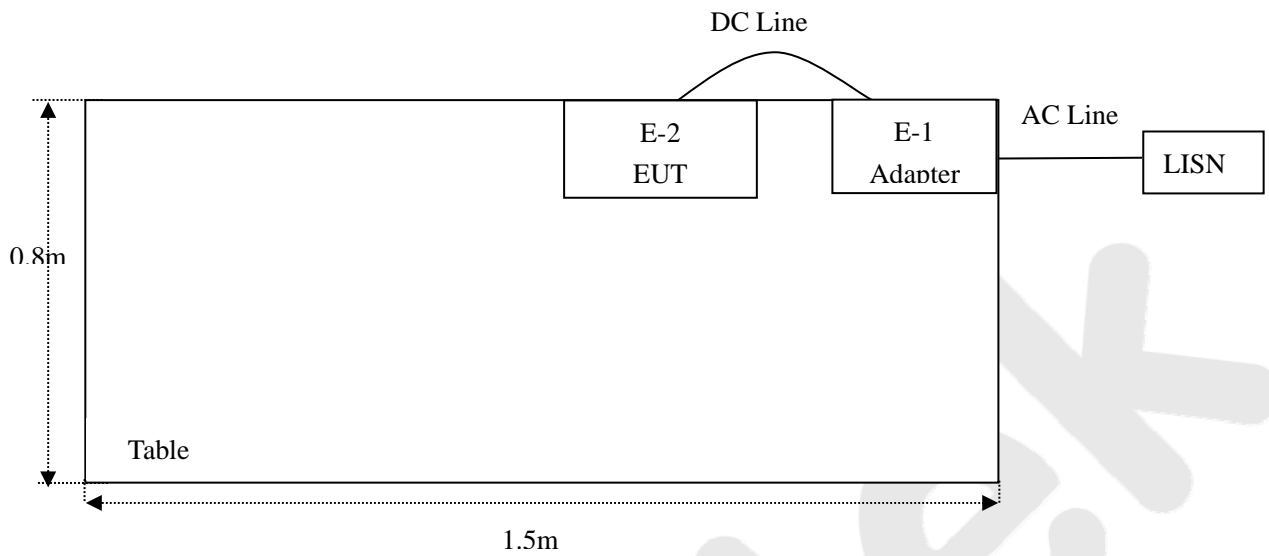 DC Line
AC Line
E-2
EUT
E-1
Adapter
LISN
0.8m
Table
1.5m